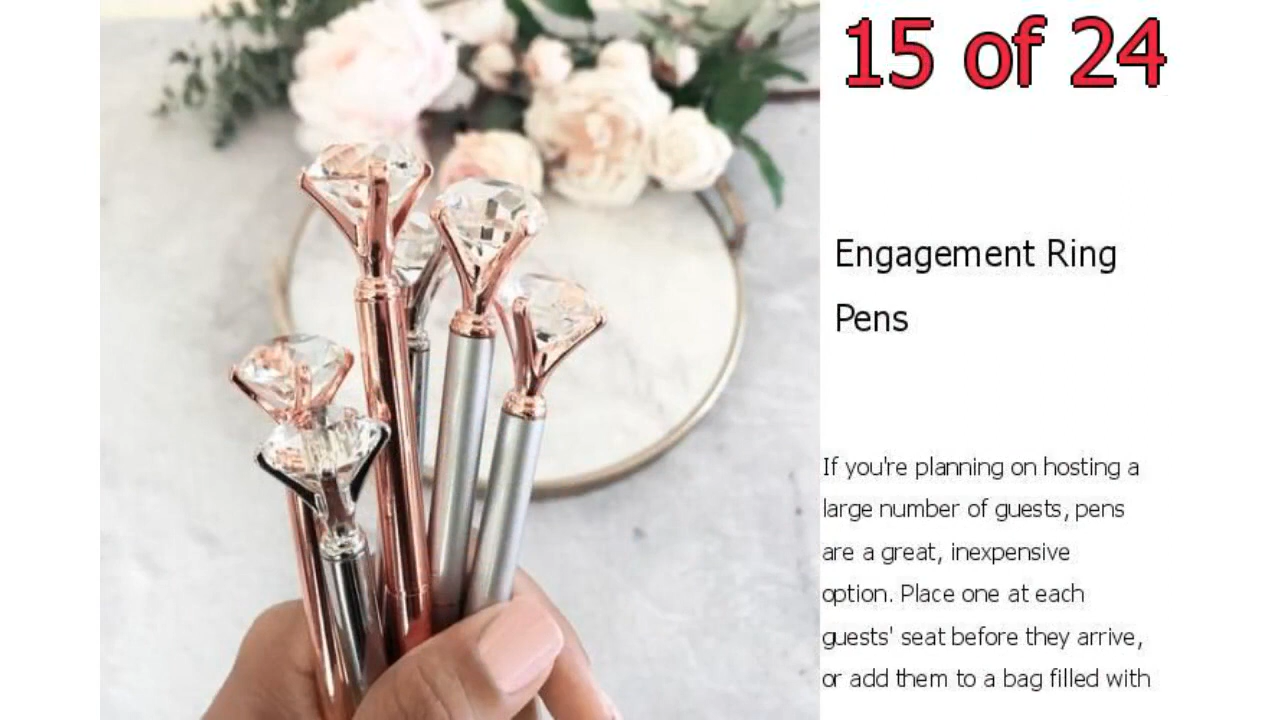 15 of 24
Engagement Ring
Pens
If you're planning on hosting a
large number of guests, pens
are a great, inexpensive
option. Place one at each
guests' seat before they arrive,
or add them to a bag filled with